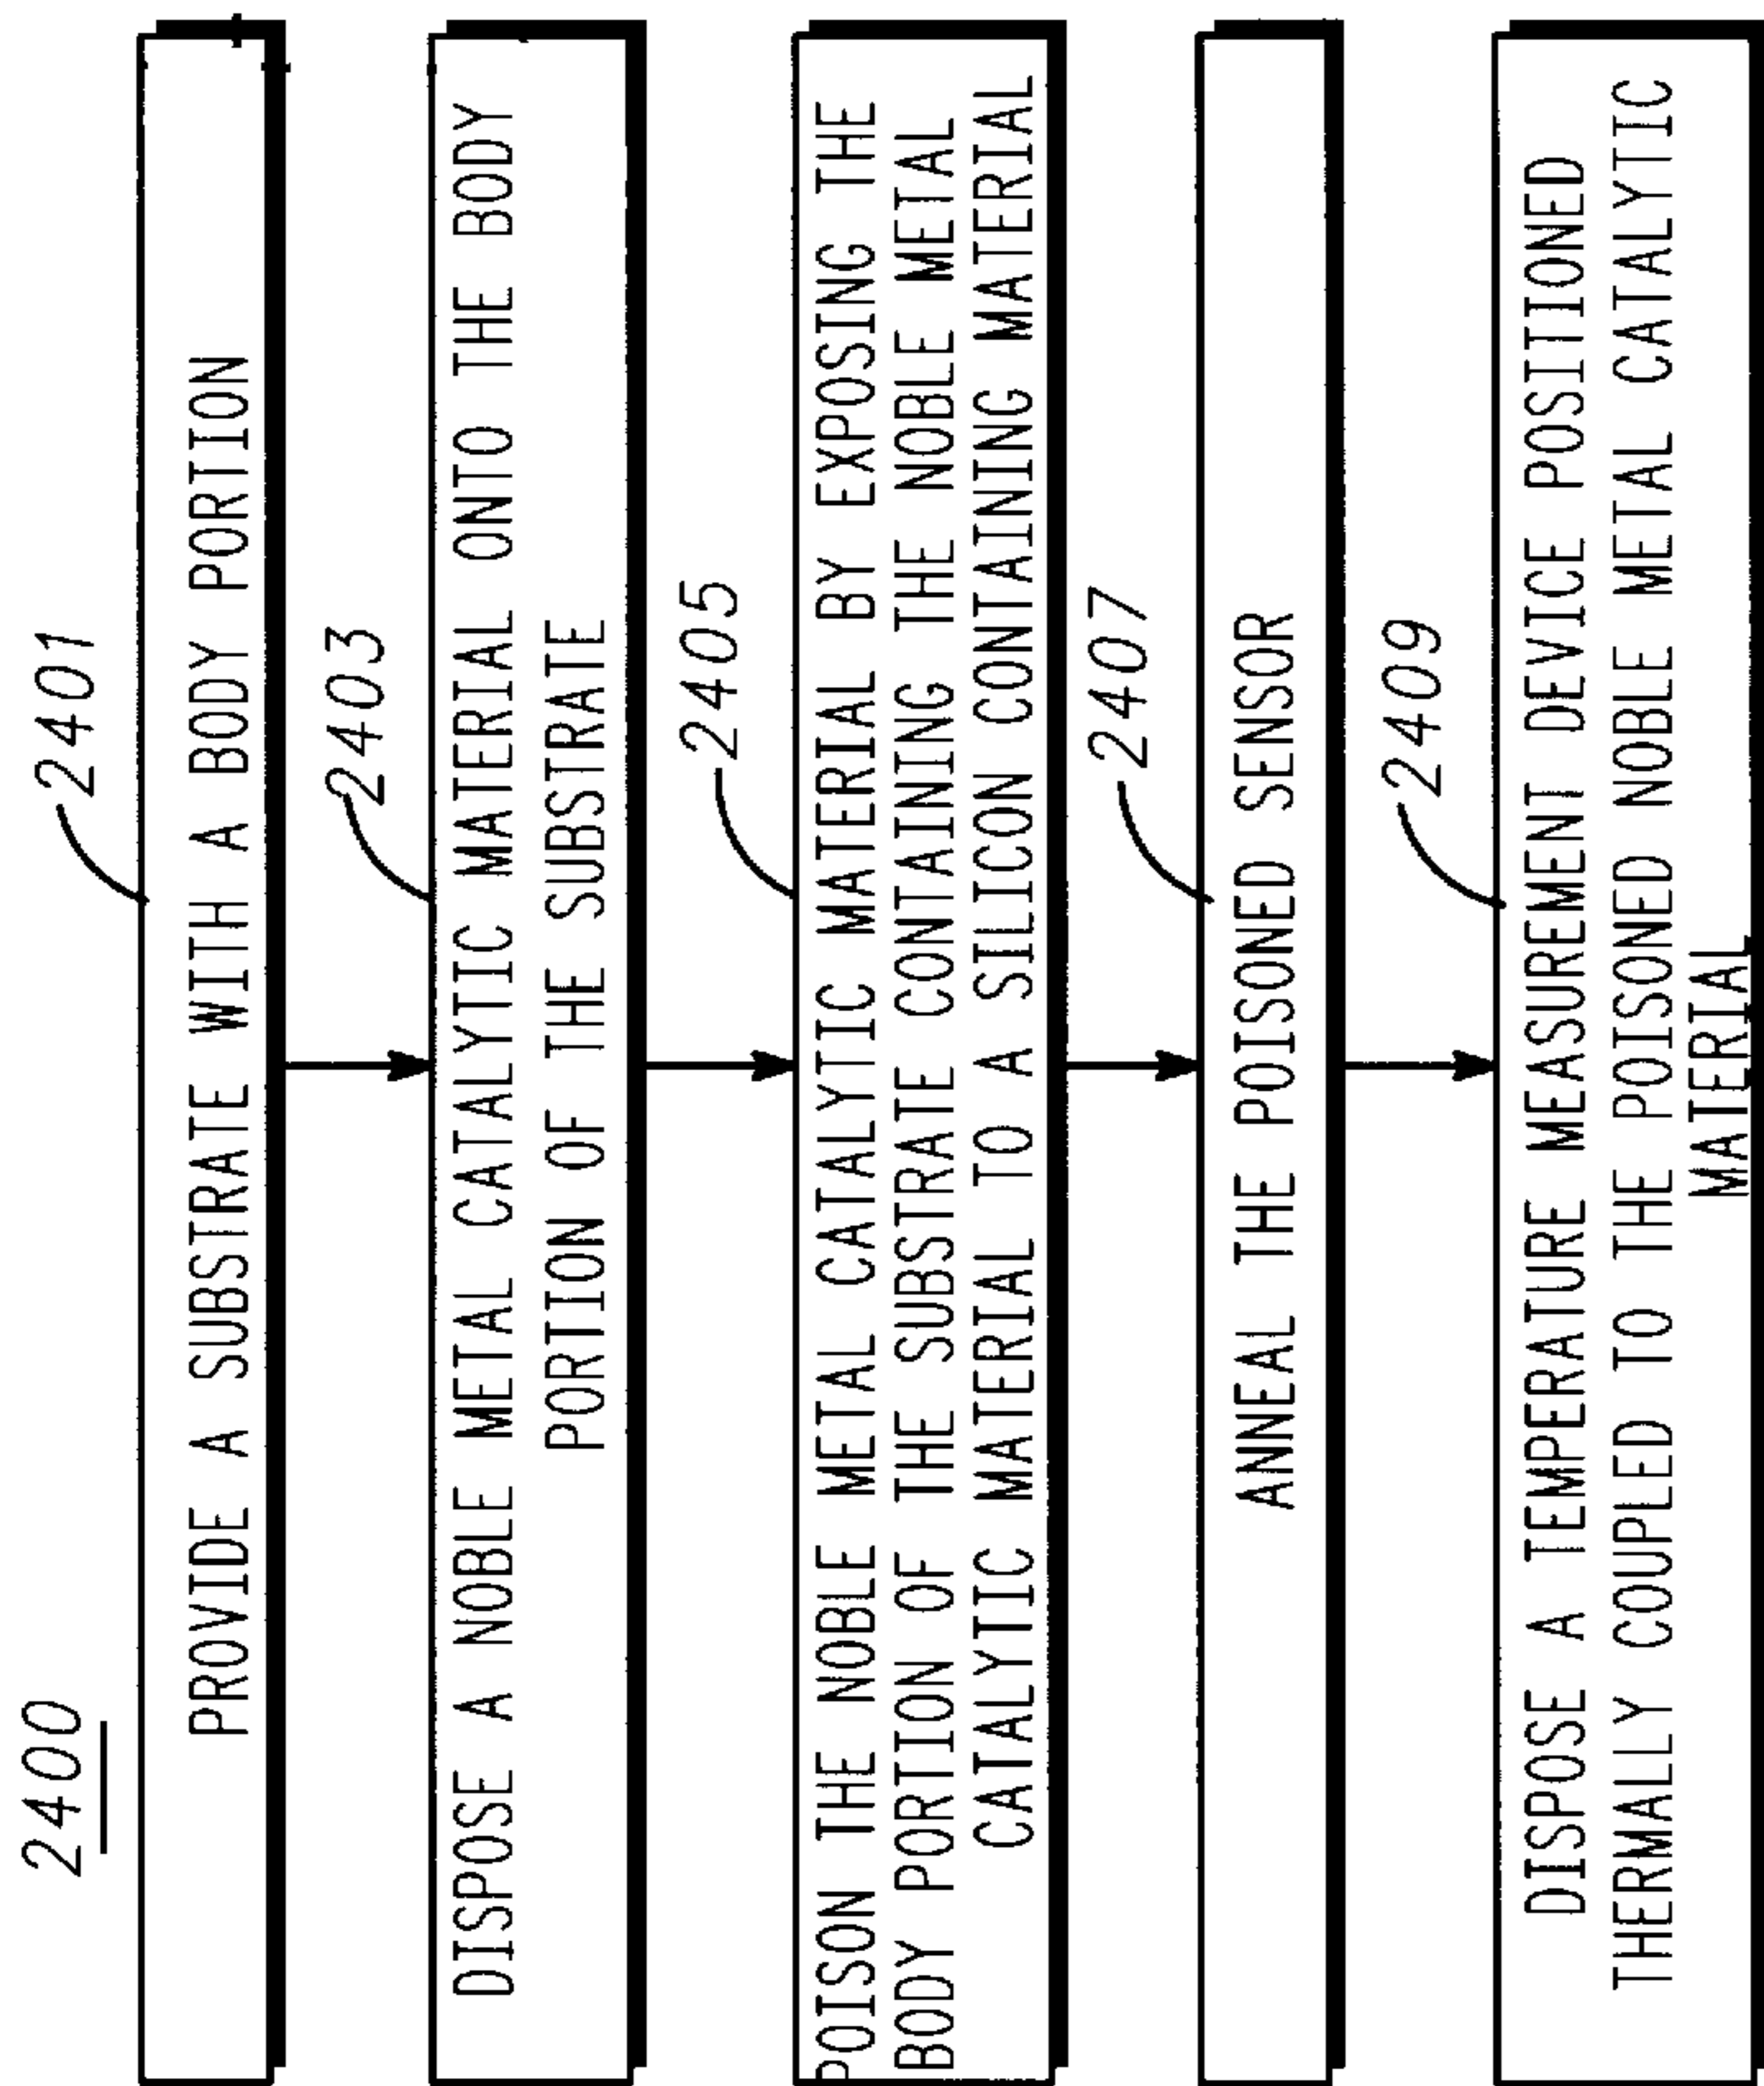 2400
2401
PROVIDE A SUBSTRATE WITH A BODY PORTION
2403
DISPOSE A NOBLE METAL CATALYTIC MATERIAL ONTO THE BODY
PORTION OF THE SUBSTRATE
2405
POISON THE NOBLE METAL CATALYTIC MATERIAL BY EXPOSING THE
BODY PORTION OF THE SUBSTRATE CONTAINING THE NOBLE METAL
CATALYTIC MATERIAL TO A SILICON CONTAINING MATERIAL
2407
ANNEAL THE POISONED SENSOR
2409
DISPOSE A TEMPERATURE MEASUREMENT DEVICE POSITIONED
THERMALLY COUPLED TO THE POISONED NOBLE METAL CATALYTIC
MATERIAL